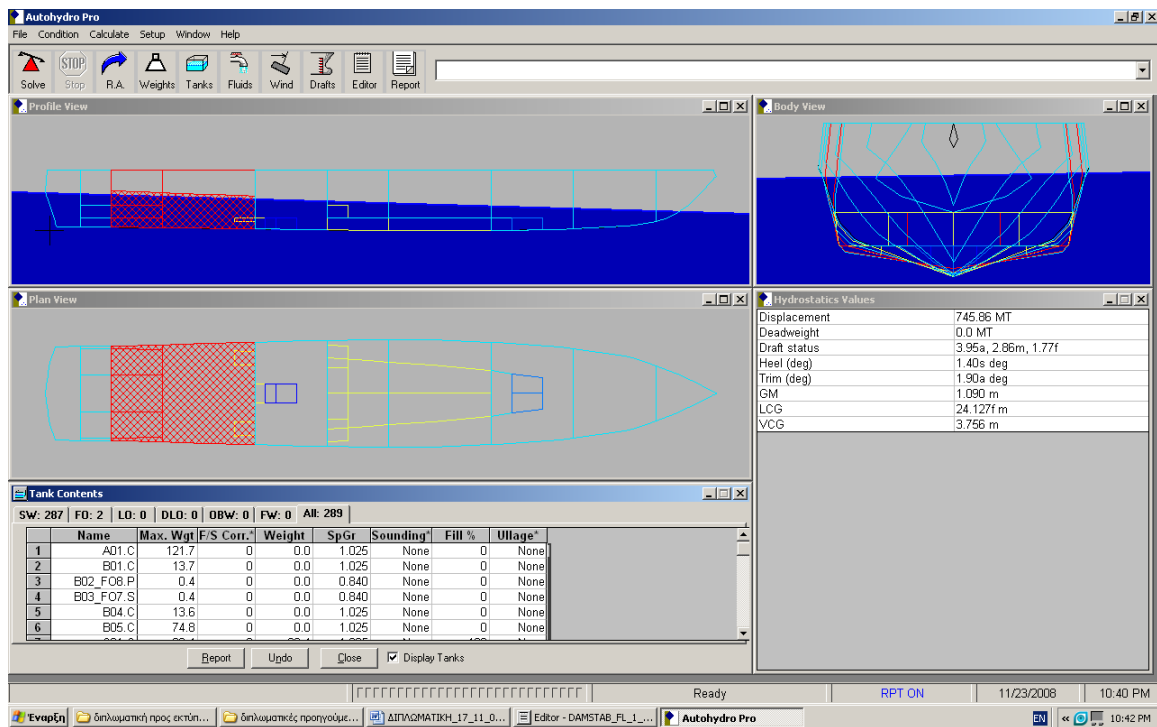 Autohydro Pro
File Condition Calculate Setup Window Help
Solve Stop R.A. Weights Tanks Fluids Wind Drafts Editor Report
Profile View
Body View
Plan View
Hydrostatics Values
Displacement 745.86 MT
Deadweight 0.0 MT
Draft status 3.95a, 2.86m, 1.77f
Heel (deg) 1.40s deg
Trim (deg) 1.90a deg
GM 1.090 m
LCG 24.127f m
VCG 3.756 m
Tank Contents
SW: 287 FO: 2 LO: 0 DLO: 0 OBW: 0 FW: 0 All: 289
Name Max. Wgt F/S Corr.* Weight SpGr Sounding* Fill % Ullage*
1 A01.C 121.7 0 0.0 1.025 None 0 None
2 B01.C 13.7 0 0.0 1.025 None 0 None
3 B02_FO8.P 0.4 0 0.0 0.840 None 0 None
4 B03_FO7.S 0.4 0 0.0 0.840 None 0 None
5 B04.C 13.6 0 0.0 1.025 None 0 None
6 B05.C 74.8 0 0.0 1.025 None 0 None
Report Undo Close Display Tanks
Ready RPT ON 11/23/2008 10:40 PM
Έναρξη διπλωματική προς εκτύπ... διπλωματικές προηγούμε... ΔΙΠΛΩΜΑΤΙΚΗ_17_11_0... Editor - DAMSTAB_FL_1_... Autohydro Pro EN « 10:42 PM